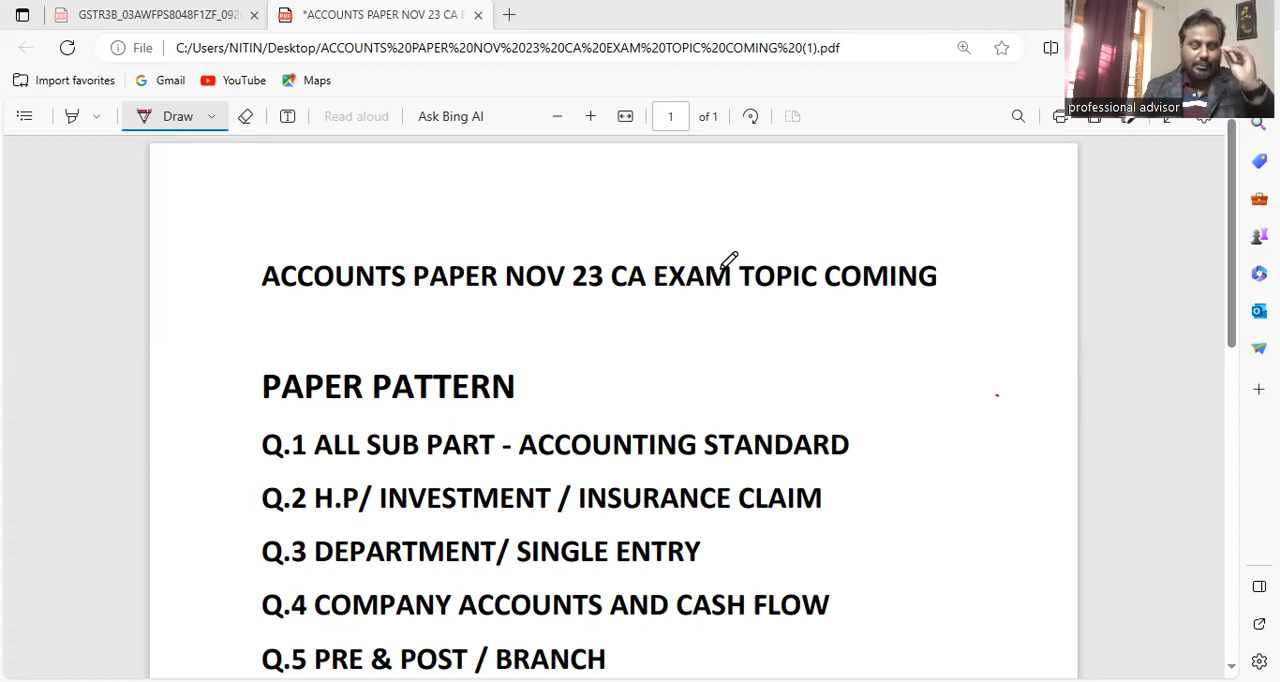 GSTR3B_03AWFPS8048F1ZF_092
*ACCOUNTS PAPER NOV 23 CA E
File
C:/Users/NITIN/Desktop/ACCOUNTS%20PAPER%20NOV%2023%20CA%20EXAM%20TOPIC%20COMING%20(1).pdf
Import favorites
Gmail
YouTube
Maps
professional advisor
Draw
Read aloud
Ask Bing AI
1 of 1
ACCOUNTS PAPER NOV 23 CA EXAM TOPIC COMING
PAPER PATTERN
Q.1 ALL SUB PART - ACCOUNTING STANDARD
Q.2 H.P/ INVESTMENT / INSURANCE CLAIM
Q.3 DEPARTMENT/ SINGLE ENTRY
Q.4 COMPANY ACCOUNTS AND CASH FLOW
Q.5 PRE & POST / BRANCH